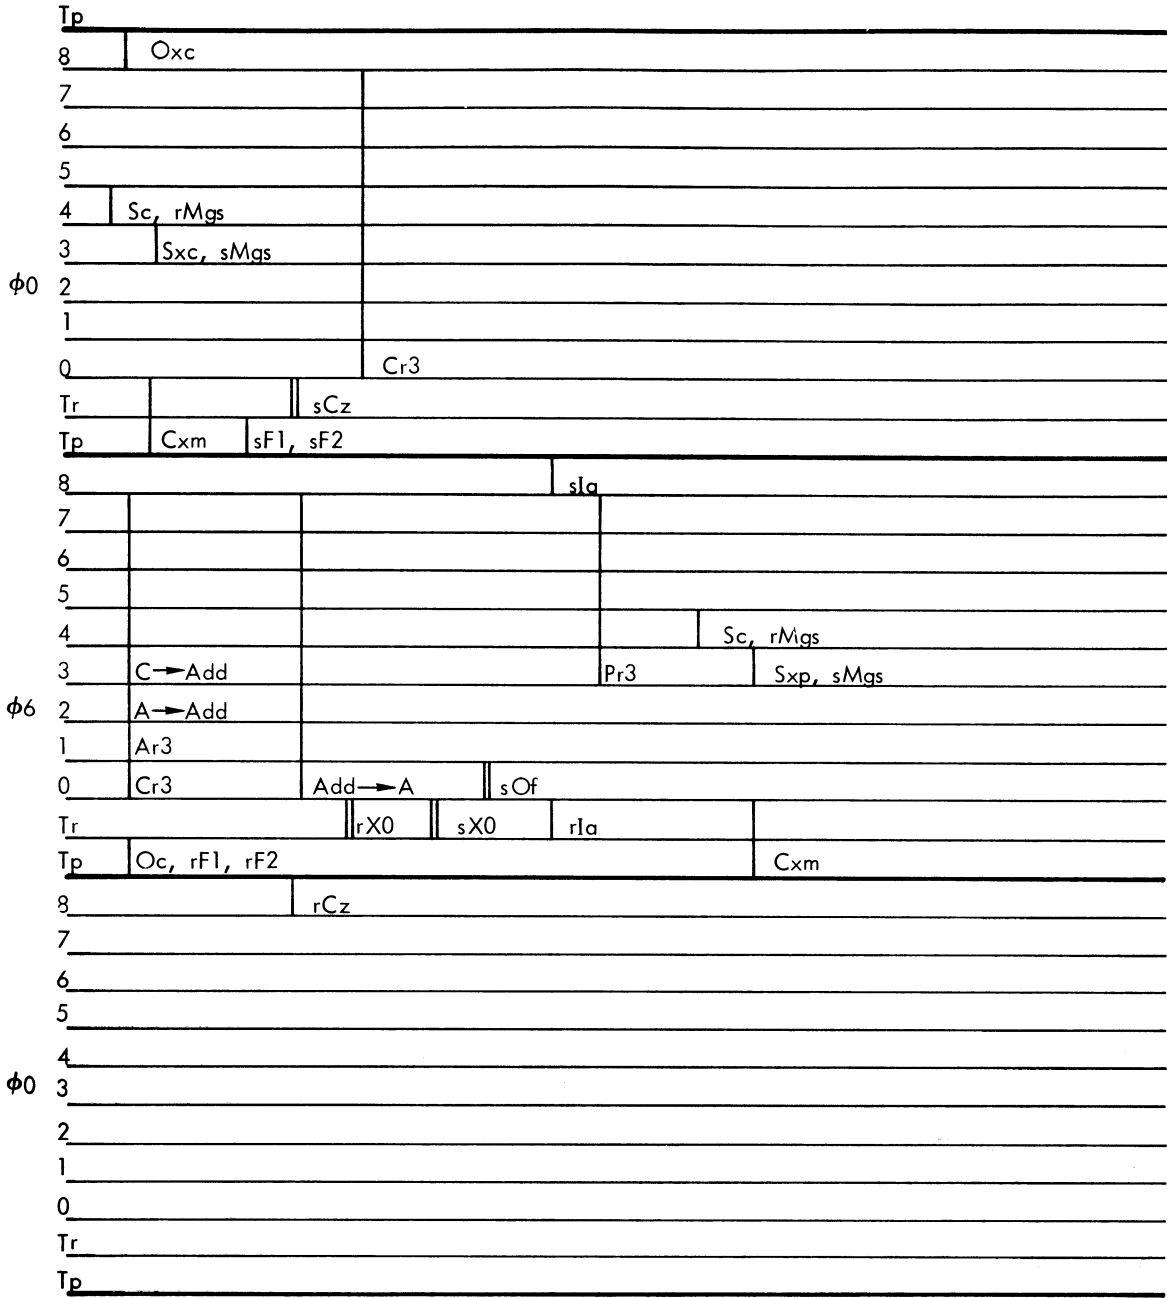 Tp
8 Oxc
7
6
5
4 Sc, rMgs
3 Sxc, sMgs
ϕ0 2
1
0 Cr3
Tr sCz
Tp Cxm sF1, sF2
8 sIa
7
6
5
4 Sc, rMgs
3 C→Add Pr3 Sxp, sMgs
ϕ6 2 A→Add
1 Ar3
0 Cr3 Add→A sOf
Tr rX0 sX0 rIa
Tp Oc, rF1, rF2 Cxm
8 rCz
7
6
5
4
ϕ0 3
2
1
0
Tr
Tp